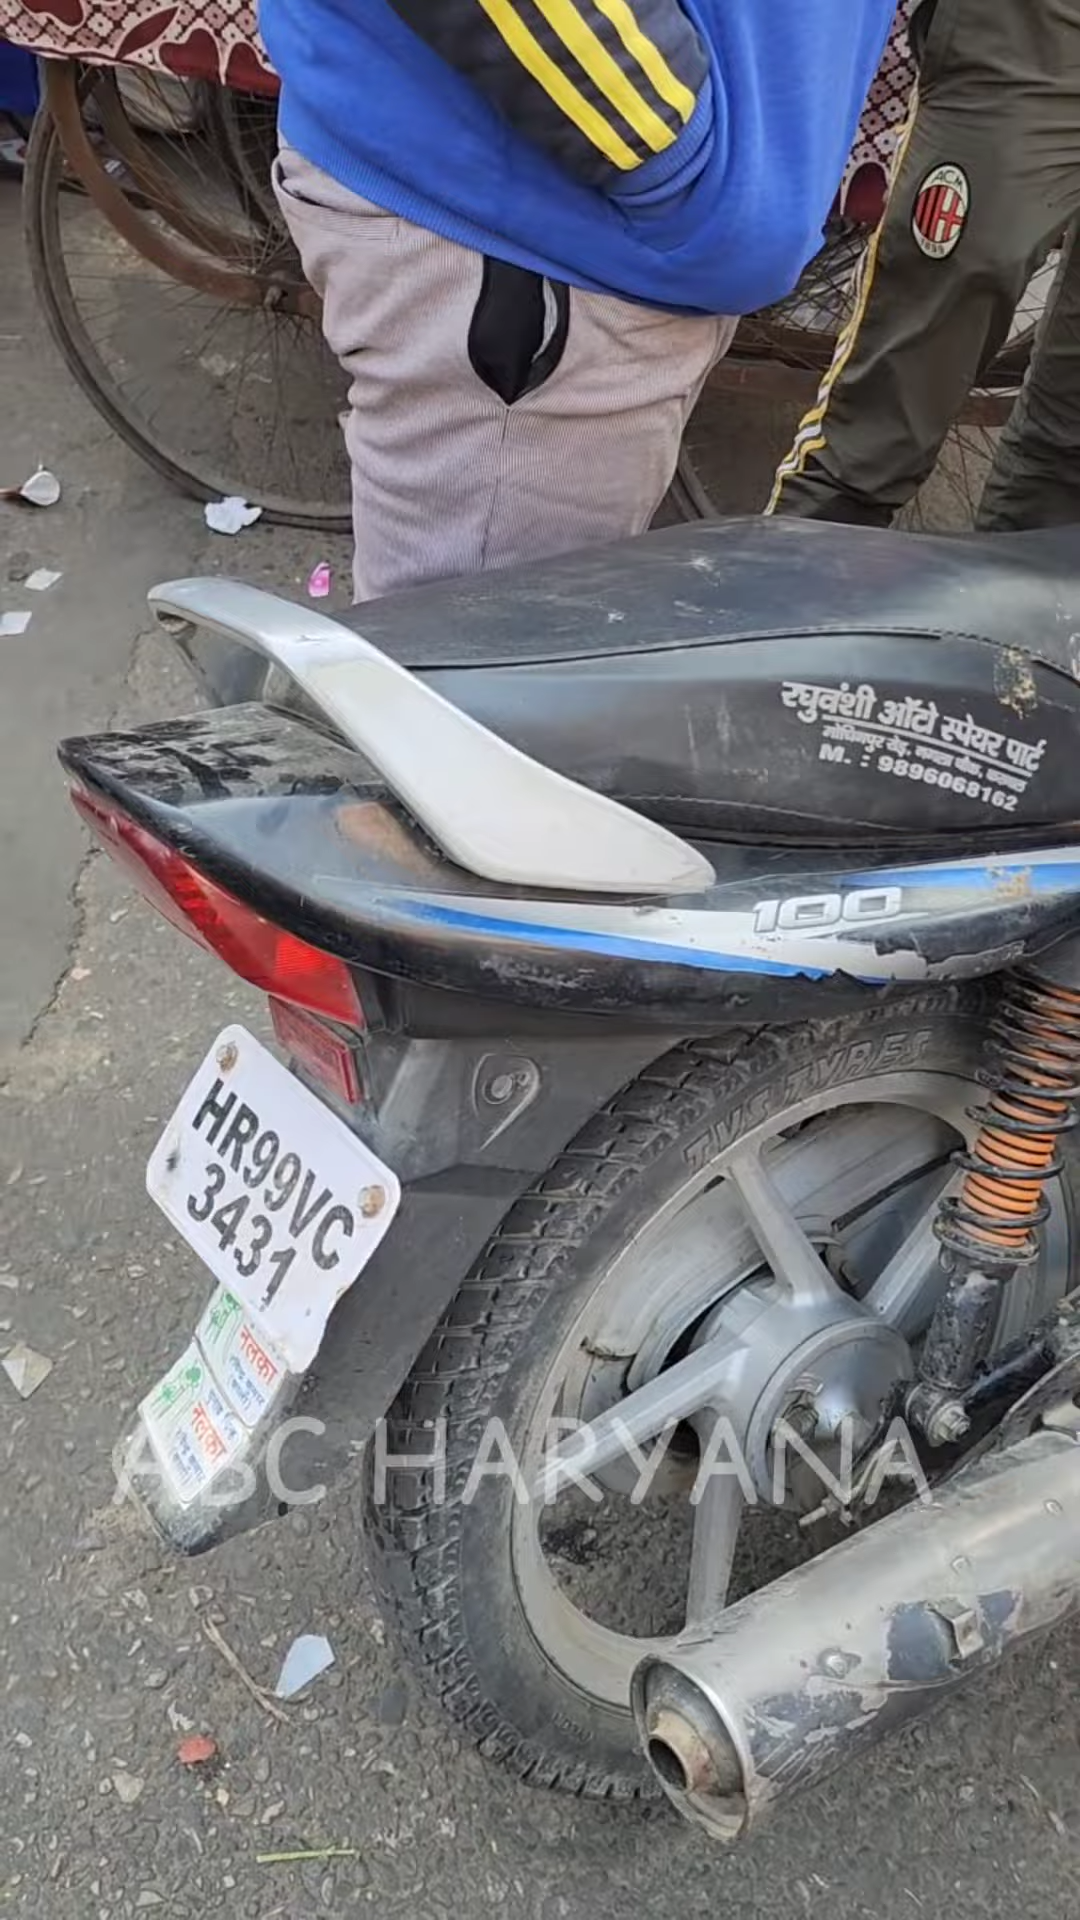 ACM
1899
रघुवंशी ऑटो स्पेयर पार्ट
M. : 9896068162
100
TVS TYRES
HR99VC
3431
नलका
नलका
ABC HARYANA